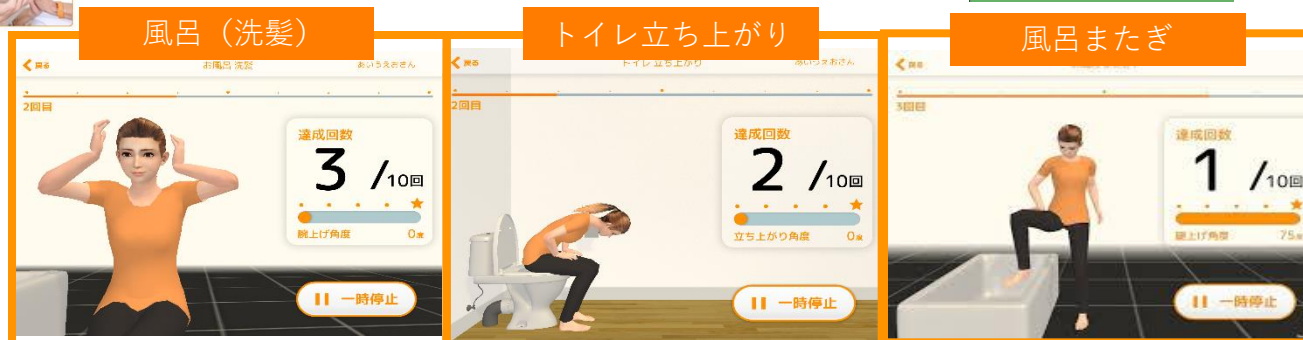 風呂（洗髪）
戻る
お風呂 洗髪
あいうえおさん
2回目
達成回数
3 /10回
腕上げ角度 0度
一時停止
トイレ立ち上がり
戻る
トイレ 立ち上がり
あいうえおさん
2回目
達成回数
2 /10回
立ち上がり角度 0度
一時停止
風呂またぎ
戻る
3回目
達成回数
1 /10回
腿上げ角度 75度
一時停止